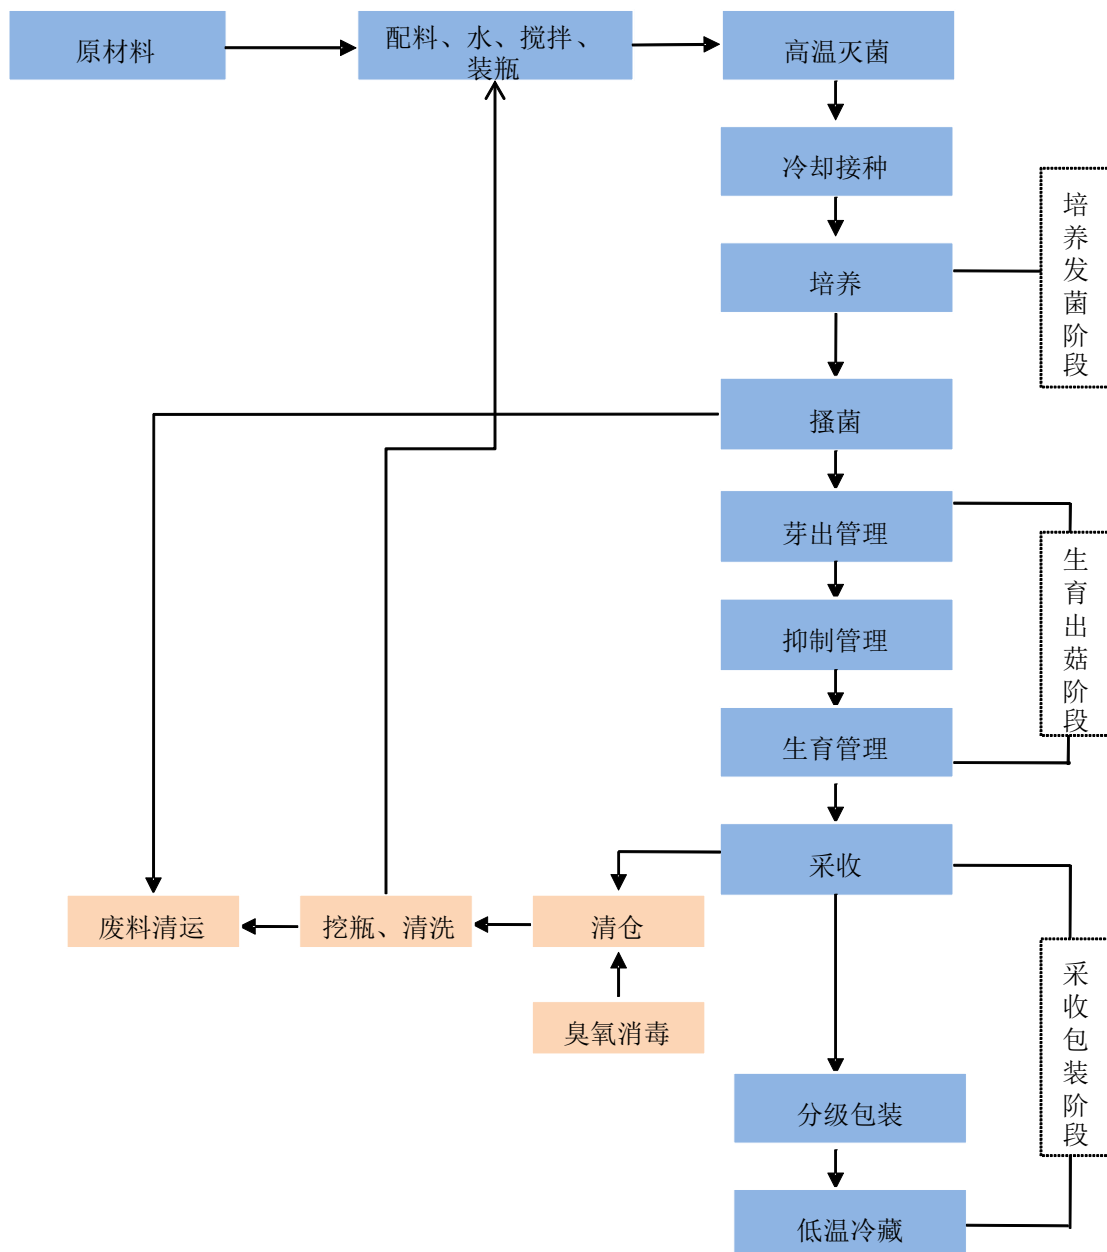 原材料
配料、水、搅拌、
装瓶
高温灭菌
冷却接种
培养
培养发菌阶段
搔菌
芽出管理
抑制管理
生育管理
生育出菇阶段
采收
废料清运
挖瓶、清洗
清仓
臭氧消毒
采收包装阶段
分级包装
低温冷藏